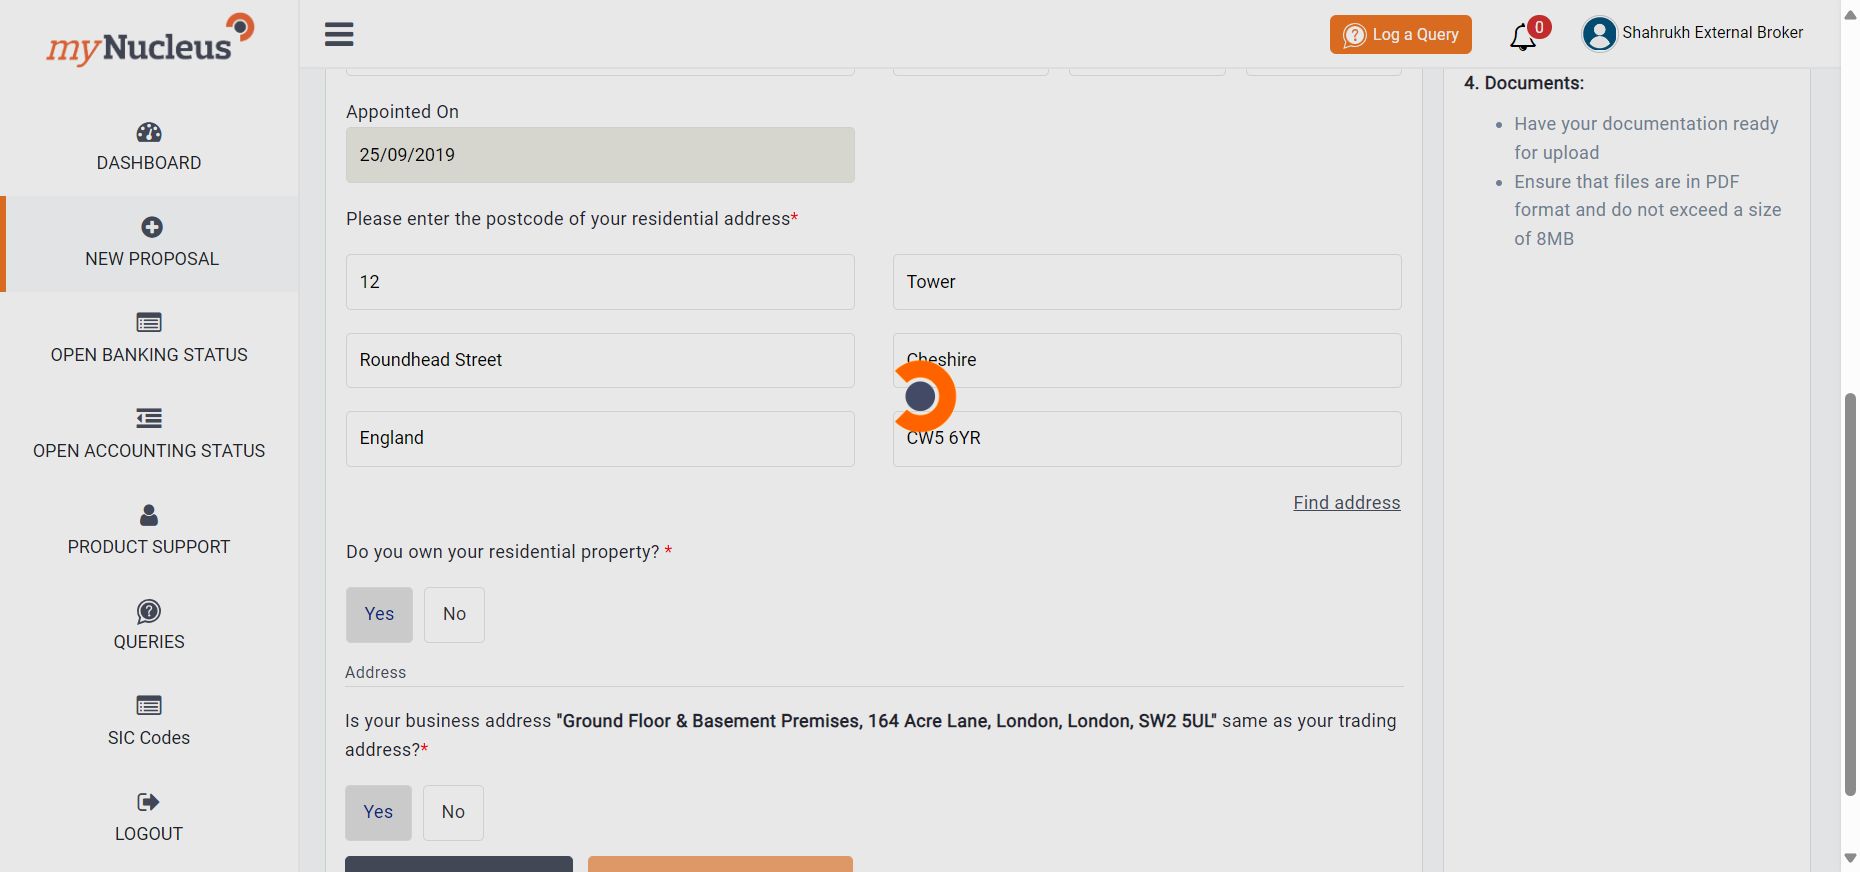 myNucleus
Log a Query
0
Shahrukh External Broker
DASHBOARD
NEW PROPOSAL
OPEN BANKING STATUS
OPEN ACCOUNTING STATUS
PRODUCT SUPPORT
QUERIES
SIC Codes
LOGOUT
Appointed On
25/09/2019
Please enter the postcode of your residential address*
12
Tower
Roundhead Street
Cheshire
England
CW5 6YR
Find address
Do you own your residential property? *
Yes
No
Address
Is your business address "Ground Floor & Basement Premises, 164 Acre Lane, London, London, SW2 5UL" same as your trading
address?*
Yes
No
4. Documents:
• Have your documentation ready
for upload
• Ensure that files are in PDF
format and do not exceed a size
of 8MB